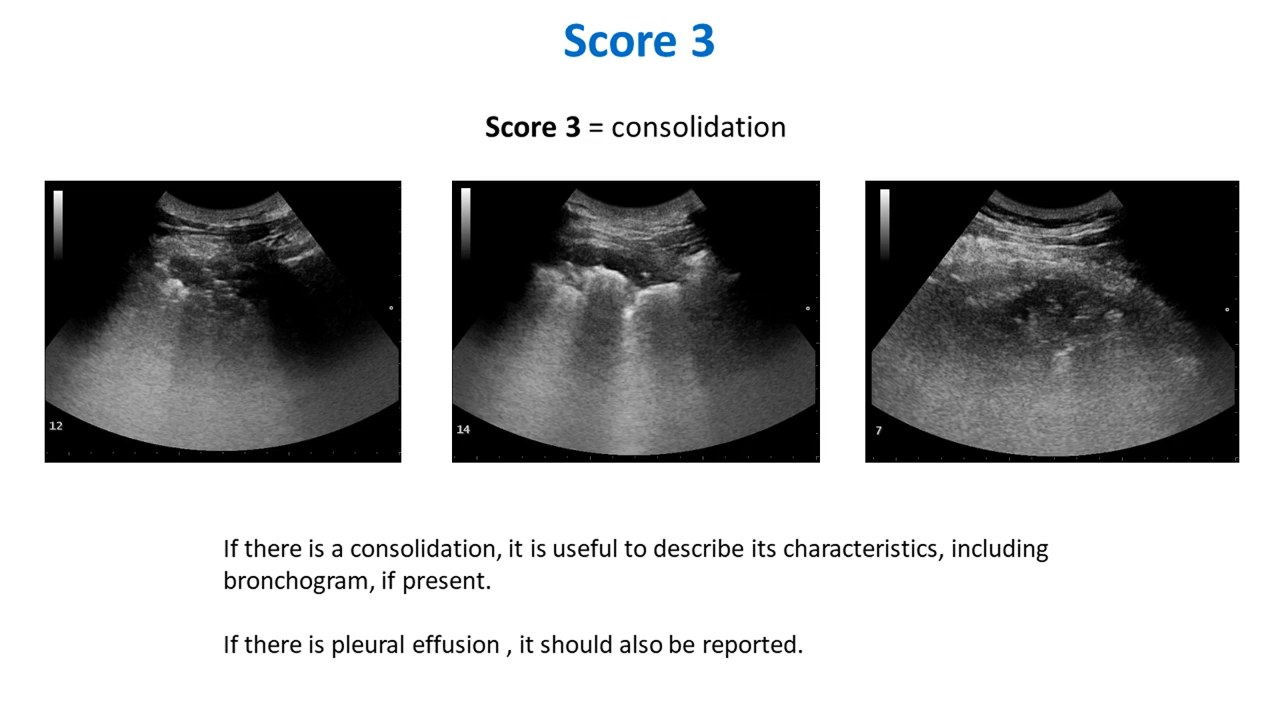 Score 3
Score 3 = consolidation
12
14
7
If there is a consolidation, it is useful to describe its characteristics, including
bronchogram, if present.
If there is pleural effusion , it should also be reported.